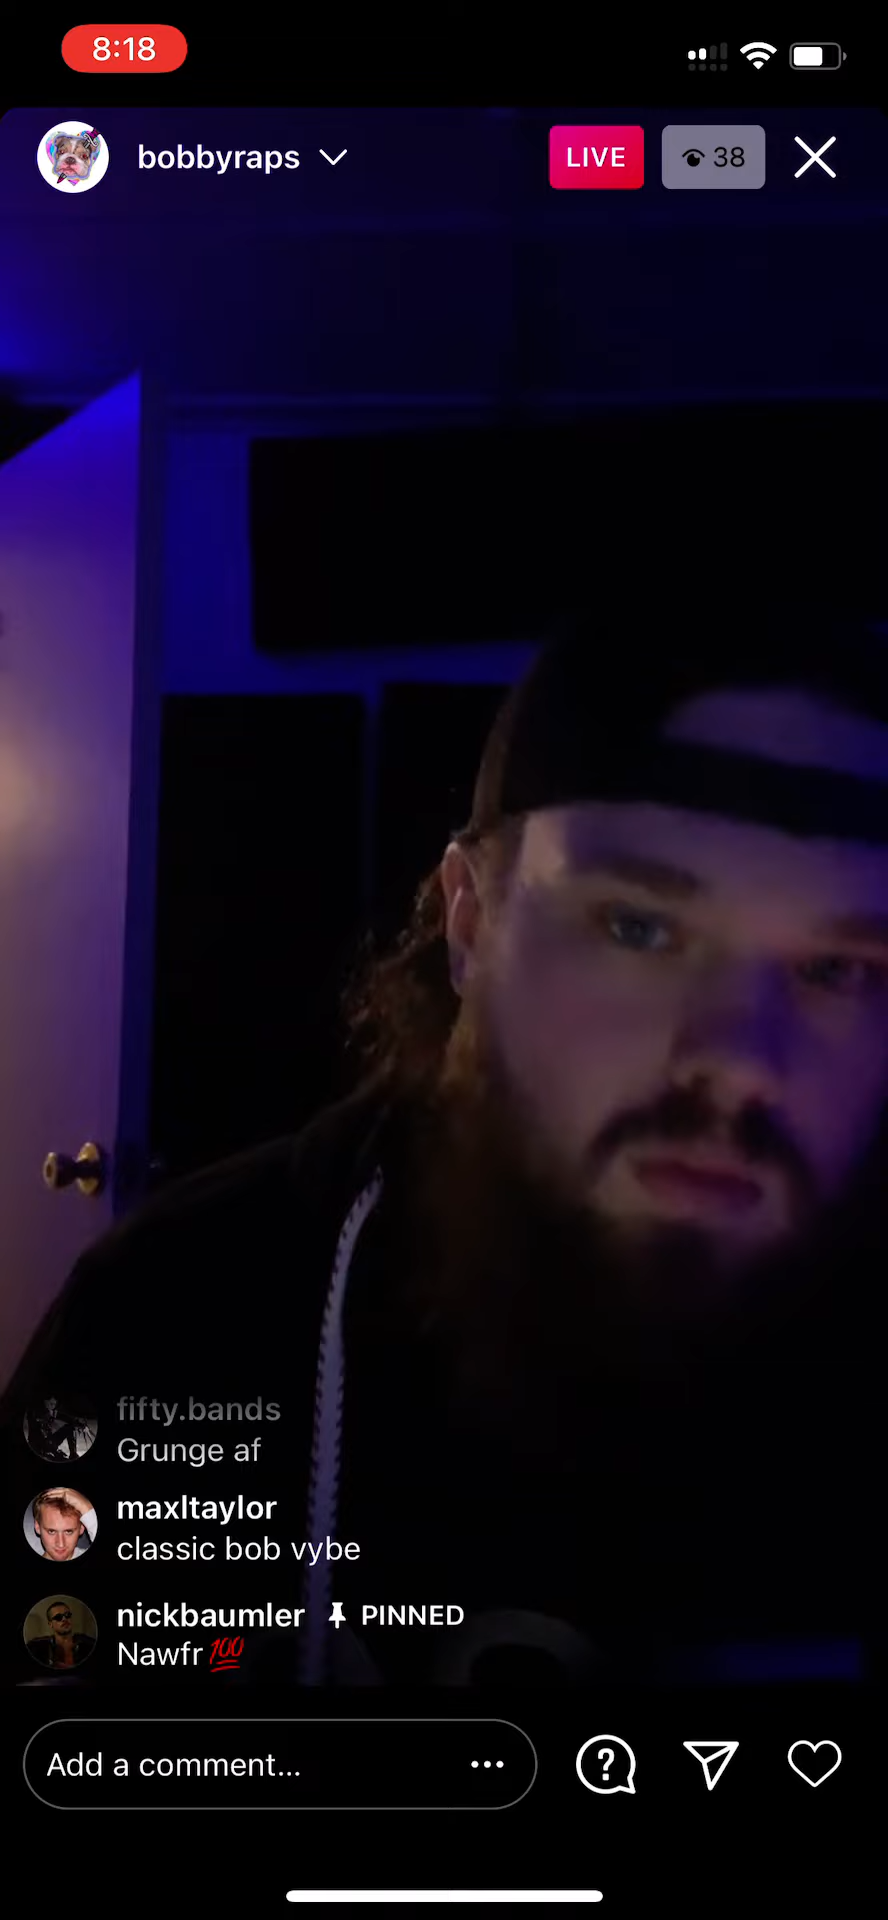 8:18
bobbyraps
LIVE
38
fifty.bands
Grunge af
maxltaylor
classic bob vybe
nickbaumler PINNED
Nawfr 💯
Add a comment...